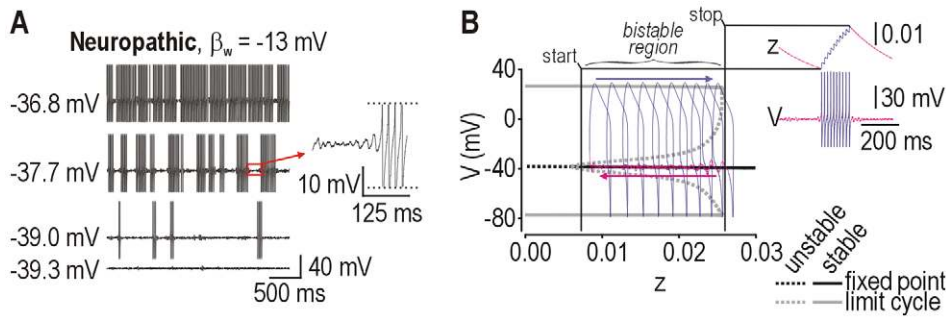 A
Neuropathic, βw = -13 mV
-36.8 mV
-37.7 mV
10 mV
125 ms
-39.0 mV
-39.3 mV
40 mV
500 ms
B
stop
start
bistable
region
z
0.01
V
30 mV
200 ms
V (mV)
40
0
-40
-80
0.00
0.01
0.02
0.03
z
unstable
stable
fixed point
limit cycle